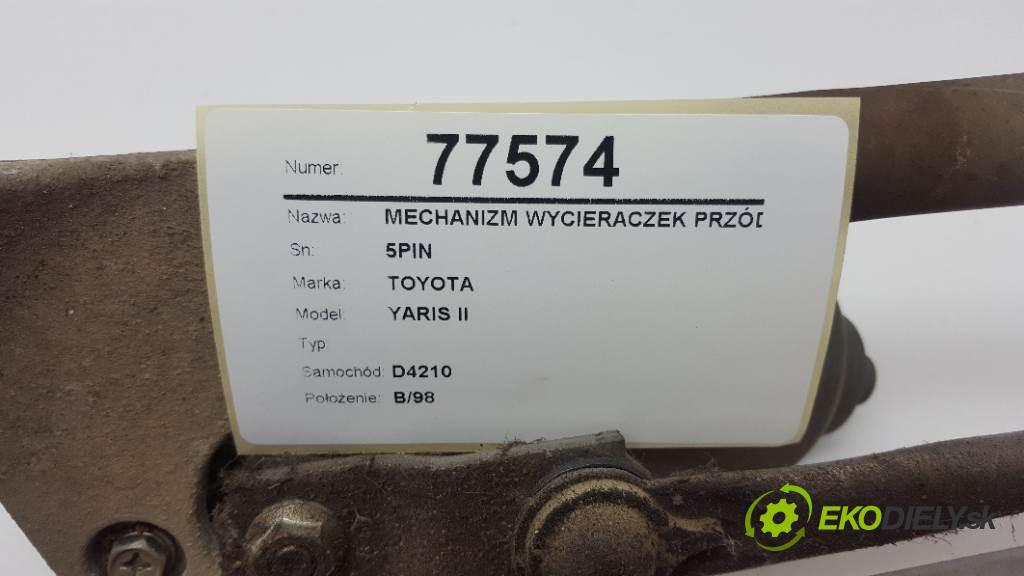 Numer: 77574
Nazwa: MECHANIZM WYCIERACZEK PRZÓD
Sn: 5PIN
Marka: TOYOTA
Model: YARIS II
Typ
Samochód: D4210
Położenie: B/98
EKODIELY.sk